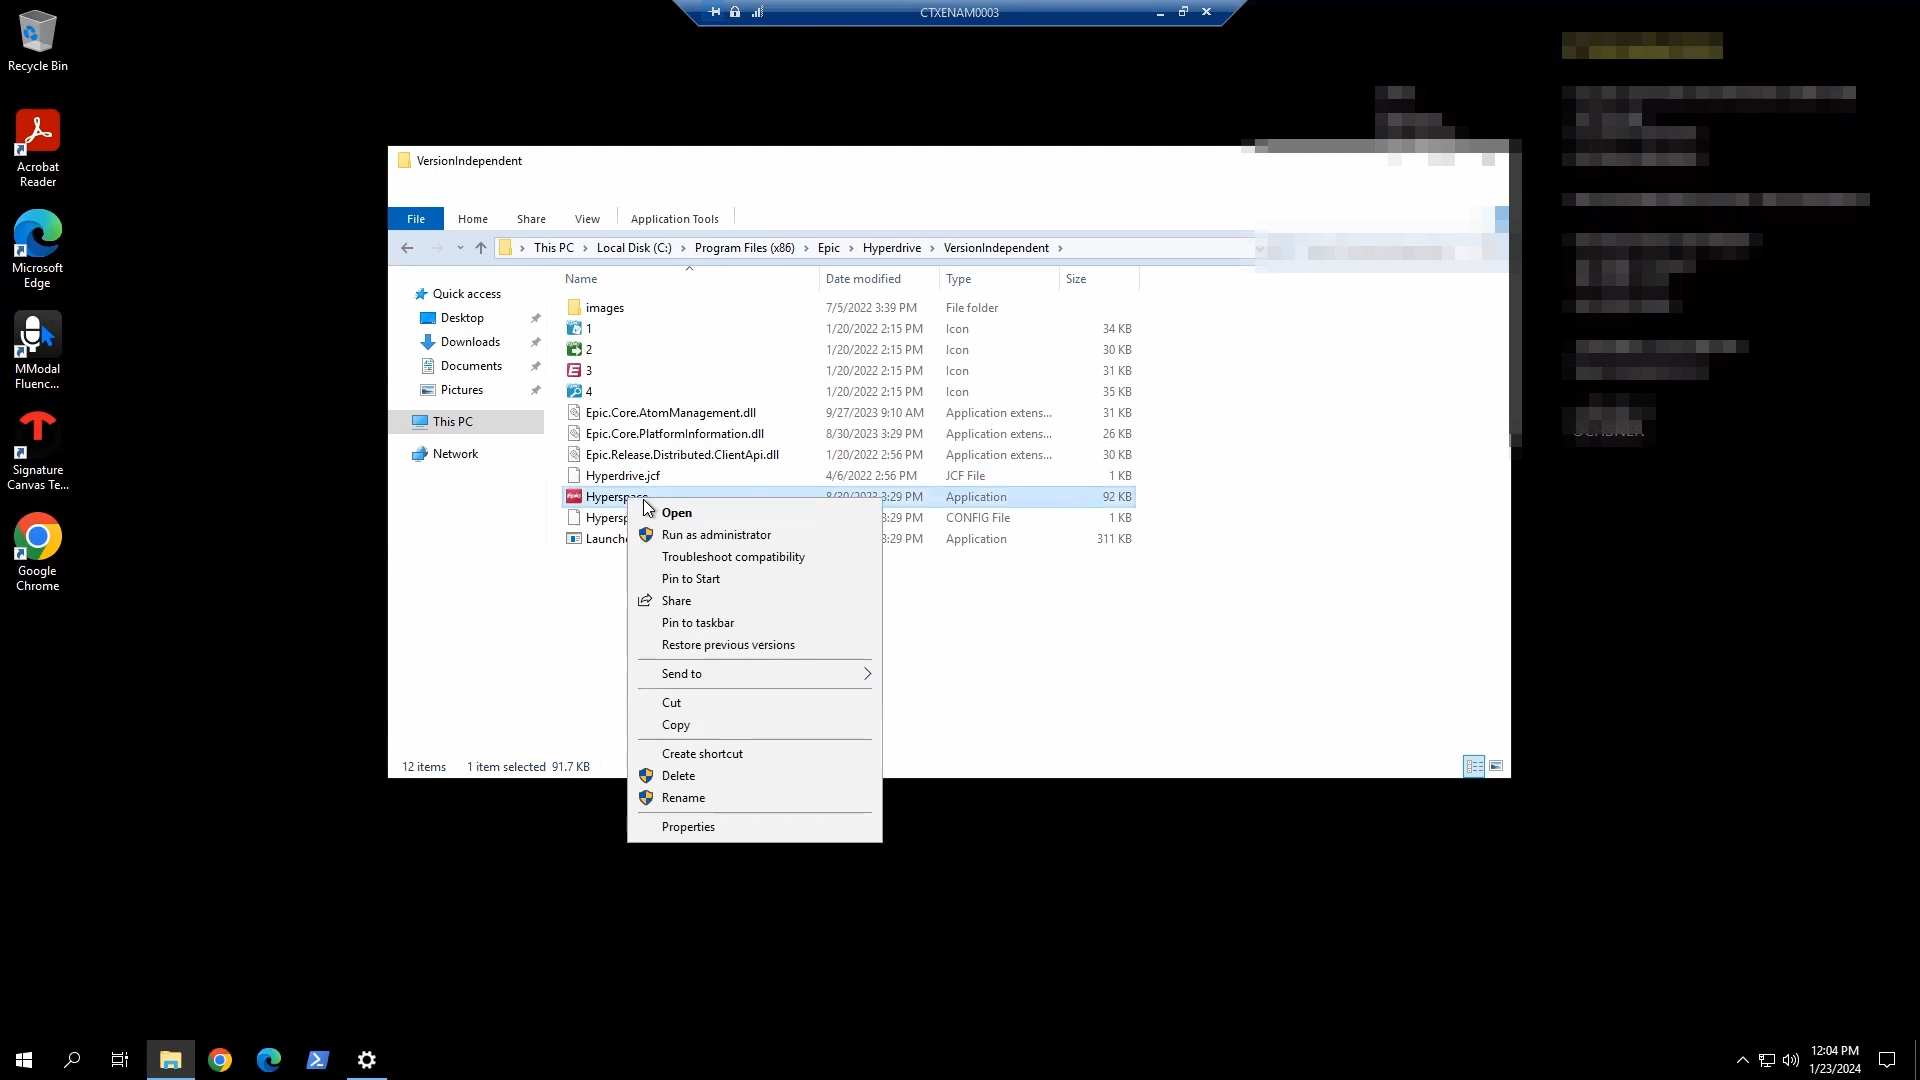 CTXENAM0003
Recycle Bin
Acrobat
Reader
Microsoft
Edge
MModal
Fluenc...
Signature
Canvas Te...
Google
Chrome
VersionIndependent
File Home Share View Application Tools
This PC > Local Disk (C:) > Program Files (x86) > Epic > Hyperdrive > VersionIndependent >
Quick access
Desktop
Downloads
Documents
Pictures
This PC
Network
Name Date modified Type Size
images 7/5/2022 3:39 PM File folder
1 1/20/2022 2:15 PM Icon 34 KB
2 1/20/2022 2:15 PM Icon 30 KB
3 1/20/2022 2:15 PM Icon 31 KB
4 1/20/2022 2:15 PM Icon 35 KB
Epic.Core.AtomManagement.dll 9/27/2023 9:10 AM Application extens... 31 KB
Epic.Core.PlatformInformation.dll 8/30/2023 3:29 PM Application extens... 26 KB
Epic.Release.Distributed.ClientApi.dll 1/20/2022 2:56 PM Application extens... 30 KB
Hyperdrive.jcf 4/6/2022 2:56 PM JCF File 1 KB
Hyperspace 8/30/2023 3:29 PM Application 92 KB
Hypersp 3:29 PM CONFIG File 1 KB
Launch 3:29 PM Application 311 KB
Open
Run as administrator
Troubleshoot compatibility
Pin to Start
Share
Pin to taskbar
Restore previous versions
Send to
Cut
Copy
Create shortcut
Delete
Rename
Properties
12 items 1 item selected 91.7 KB
12:04 PM
1/23/2024